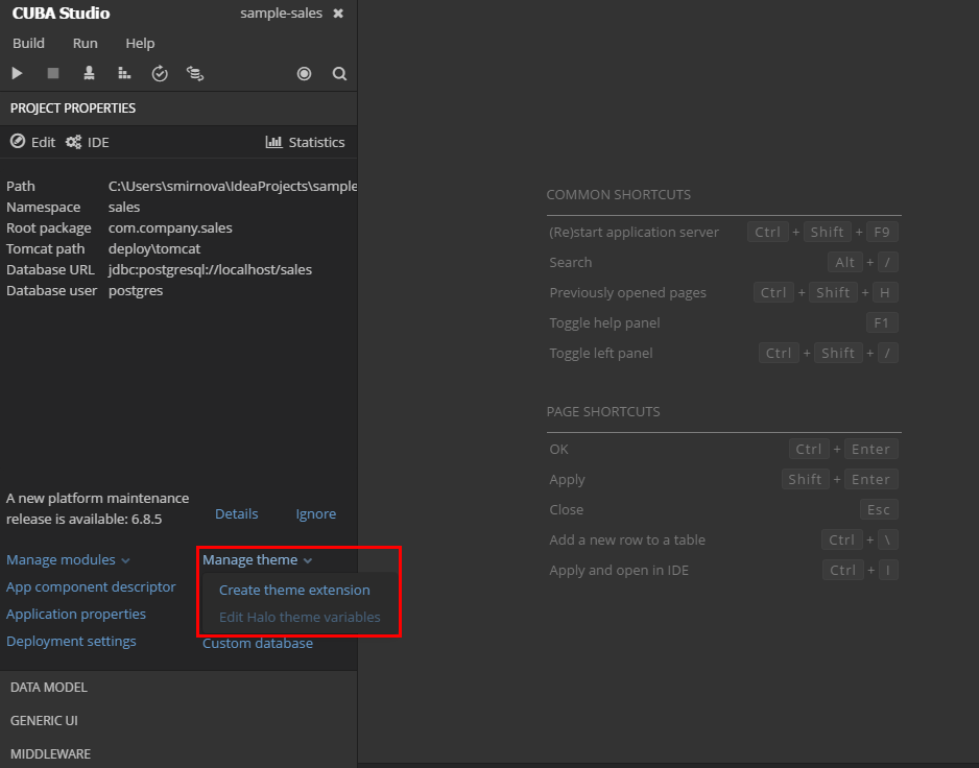 CUBA Studio
sample-sales ✖
Build Run Help
PROJECT PROPERTIES
Edit IDE Statistics
Path C:\Users\smirnova\IdeaProjects\sample
Namespace sales
Root package com.company.sales
Tomcat path deploy\tomcat
Database URL jdbc:postgresql://localhost/sales
Database user postgres
A new platform maintenance
release is available: 6.8.5
Details Ignore
Manage modules
App component descriptor
Application properties
Deployment settings
Manage theme
Create theme extension
Edit Halo theme variables
Custom database
DATA MODEL
GENERIC UI
MIDDLEWARE
COMMON SHORTCUTS
(Re)start application server Ctrl + Shift + F9
Search Alt + /
Previously opened pages Ctrl + Shift + H
Toggle help panel F1
Toggle left panel Ctrl + Shift + /
PAGE SHORTCUTS
OK Ctrl + Enter
Apply Shift + Enter
Close Esc
Add a new row to a table Ctrl + \
Apply and open in IDE Ctrl + I